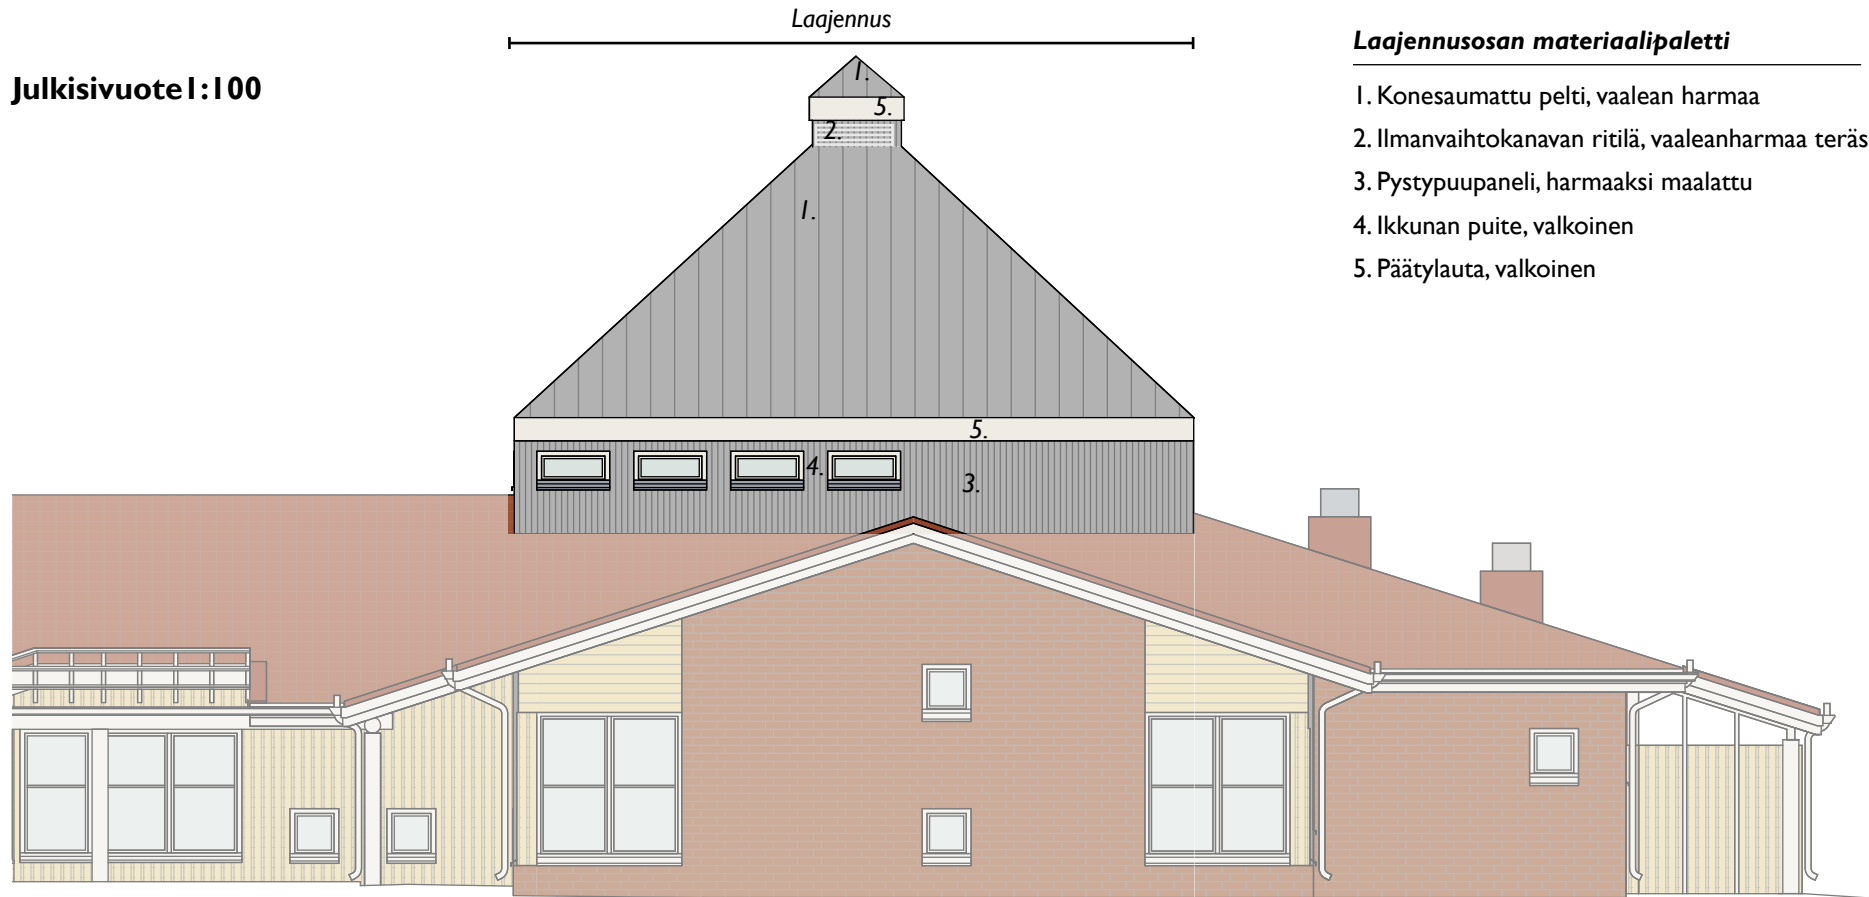 Laajennus
Julkisivuote1:100
Laajennusosan materiaalipaletti
1. Konesaumattu pelti, vaalean harmaa
2. Ilmanvaihtokanavan ritilä, vaaleanharmaa teräs
3. Pystypuupaneli, harmaaksi maalattu
4. Ikkunan puite, valkoinen
5. Päätylauta, valkoinen
1.
5.
2.
1.
5.
4.
3.